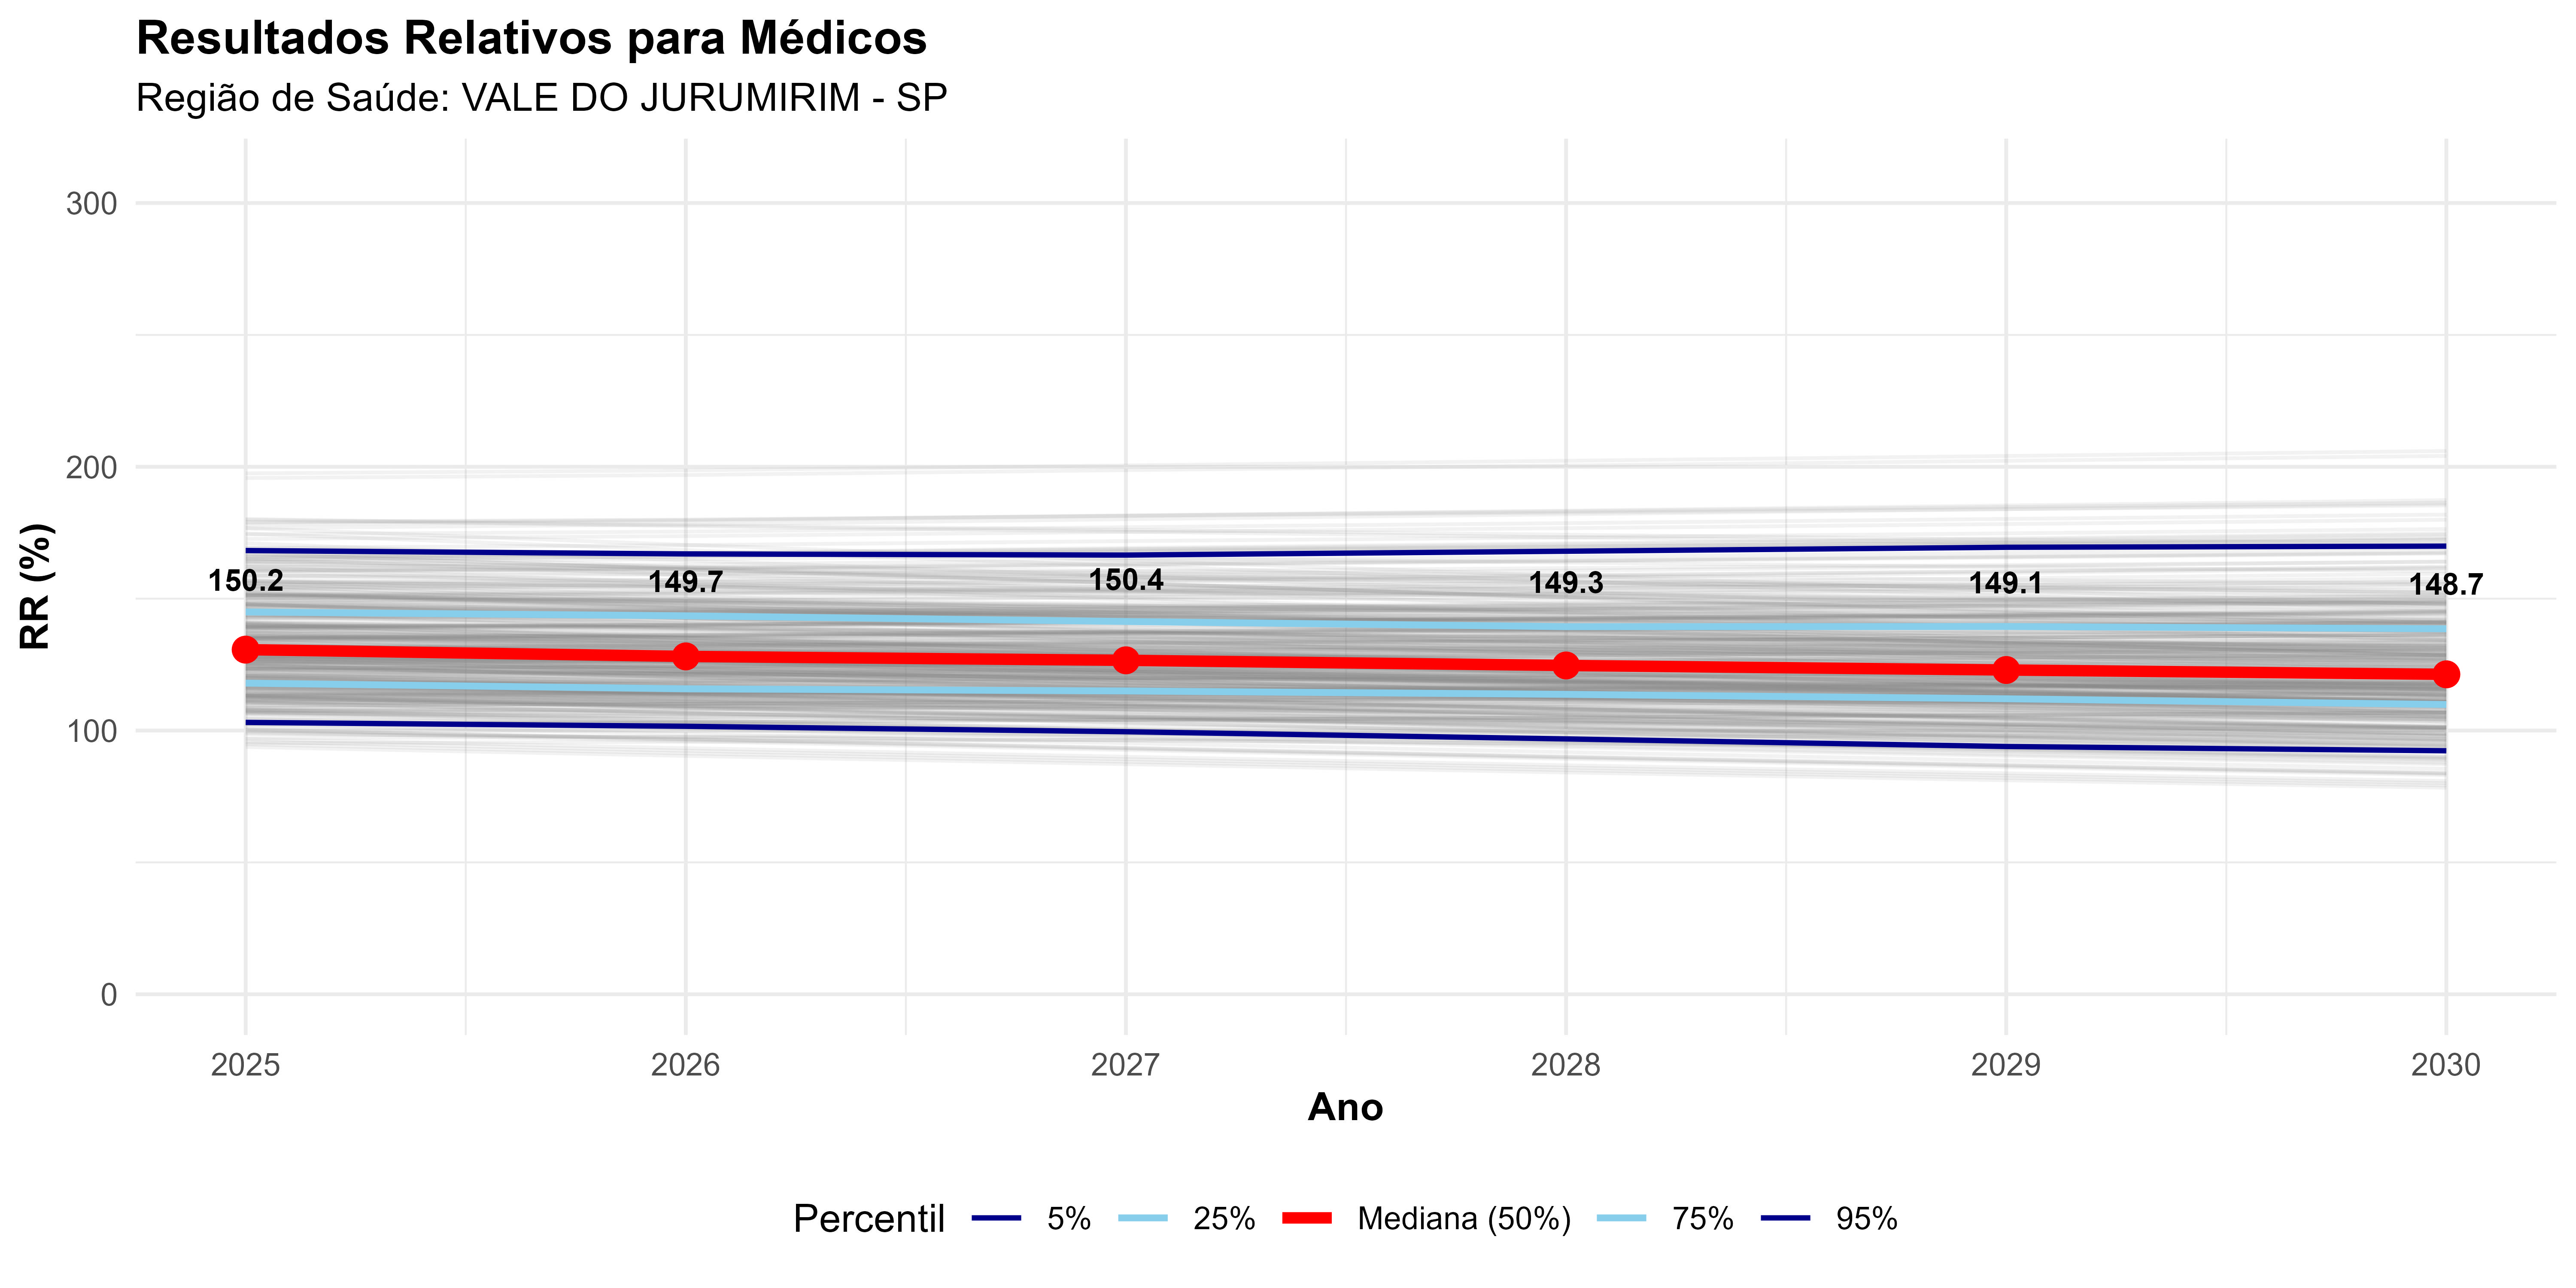 Resultados Relativos para Médicos
Região de Saúde: VALE DO JURUMIRIM - SP
300
200
100
0
RR (%)
150.2 149.7 150.4 149.3 149.1 148.7
2025 2026 2027 2028 2029 2030
Ano
Percentil 5% 25% Mediana (50%) 75% 95%